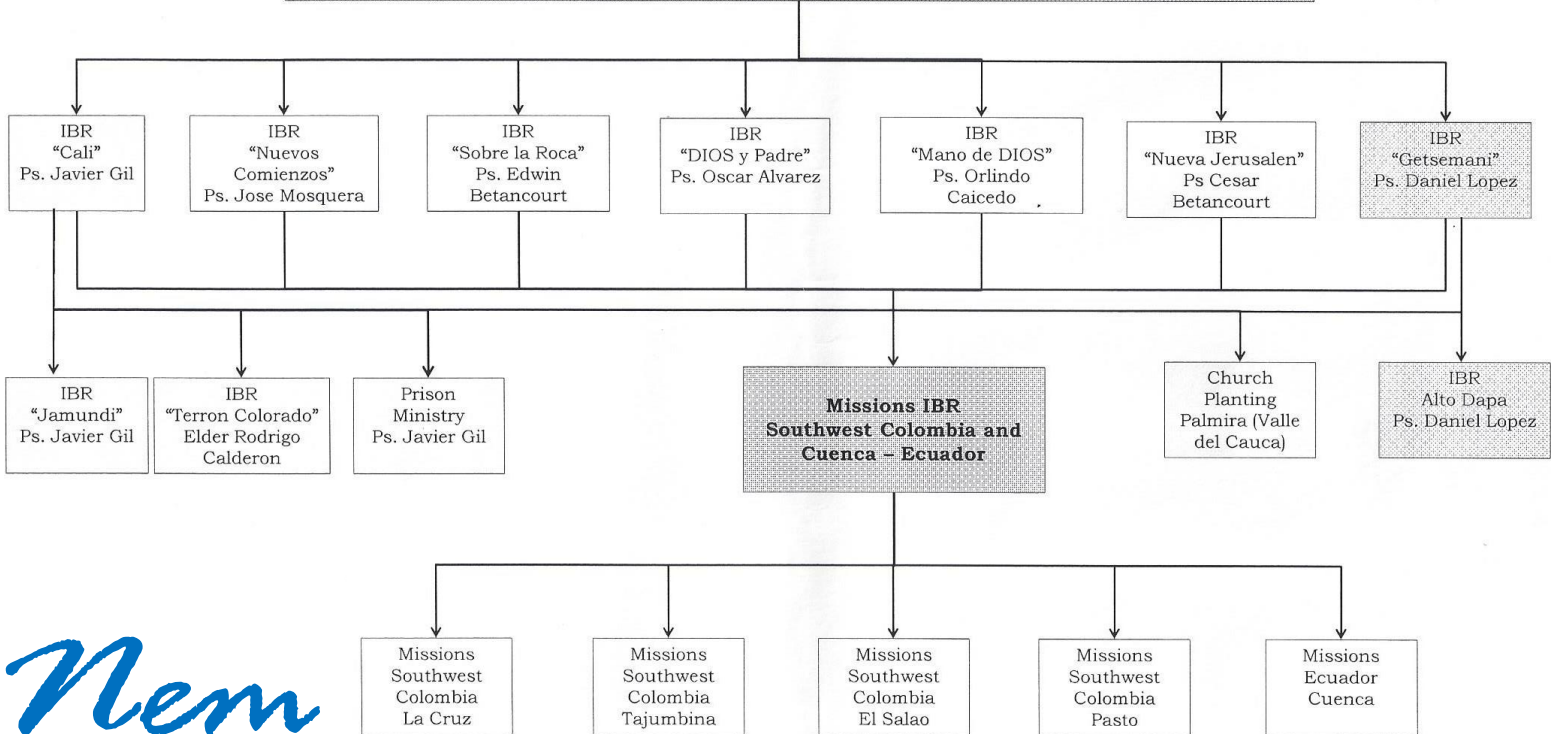 IBR
“Cali”
Ps. Javier Gil
IBR
“Nuevos
Comienzos”
Ps. Jose Mosquera
IBR
“Sobre la Roca”
Ps. Edwin
Betancourt
IBR
“DIOS y Padre”
Ps. Oscar Alvarez
IBR
“Mano de DIOS”
Ps. Orlindo
Caicedo
IBR
“Nueva Jerusalen”
Ps Cesar
Betancourt
IBR
“Getsemani”
Ps. Daniel Lopez
IBR
“Jamundi”
Ps. Javier Gil
IBR
“Terron Colorado”
Elder Rodrigo
Calderon
Prison
Ministry
Ps. Javier Gil
Missions IBR
Southwest Colombia and
Cuenca – Ecuador
Church
Planting
Palmira (Valle
del Cauca)
IBR
Alto Dapa
Ps. Daniel Lopez
Missions
Southwest
Colombia
La Cruz
Missions
Southwest
Colombia
Tajumbina
Missions
Southwest
Colombia
El Salao
Missions
Southwest
Colombia
Pasto
Missions
Ecuador
Cuenca
Nem